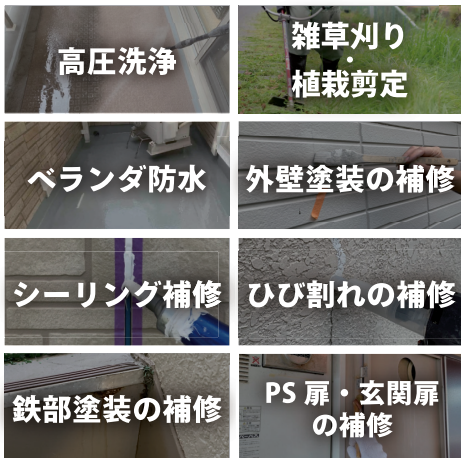 高圧洗浄
雑草刈り
・
植栽剪定
ベランダ防水
外壁塗装の補修
シーリング補修
ひび割れの補修
鉄部塗装の補修
PS 扉・玄関扉
の補修